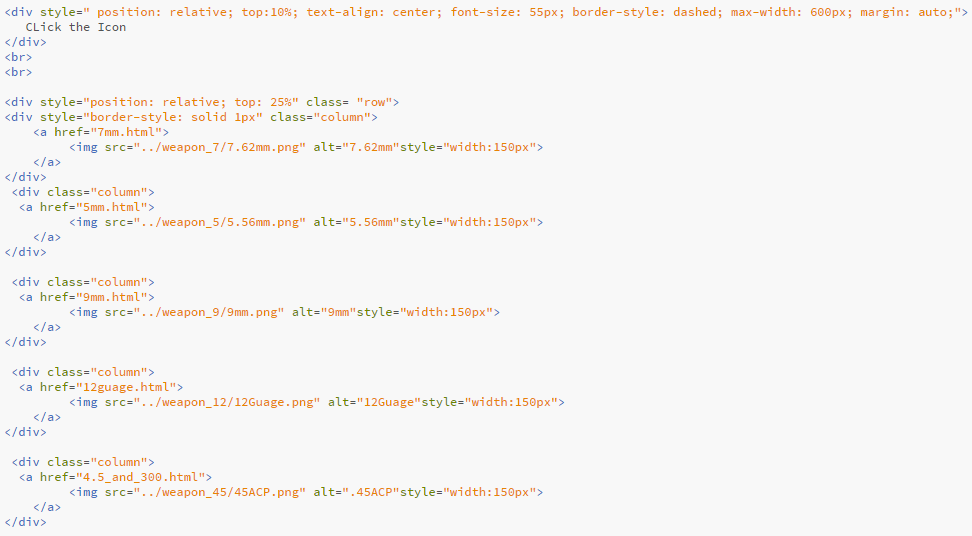 <div style=" position: relative; top:10%; text-align: center; font-size: 55px; border-style: dashed; max-width: 600px; margin: auto;">
CLick the Icon
</div>
<br>
<br>
<div style="position: relative; top: 25%" class= "row">
<div style="border-style: solid 1px" class="column">
<a href="7mm.html">
<img src="../weapon_7/7.62mm.png" alt="7.62mm"style="width:150px">
</a>
</div>
<div class="column">
<a href="5mm.html">
<img src="../weapon_5/5.56mm.png" alt="5.56mm"style="width:150px">
</a>
</div>
<div class="column">
<a href="9mm.html">
<img src="../weapon_9/9mm.png" alt="9mm"style="width:150px">
</a>
</div>
<div class="column">
<a href="12guage.html">
<img src="../weapon_12/12Guage.png" alt="12Guage"style="width:150px">
</a>
</div>
<div class="column">
<a href="4.5_and_300.html">
<img src="../weapon_45/45ACP.png" alt=".45ACP"style="width:150px">
</a>
</div>